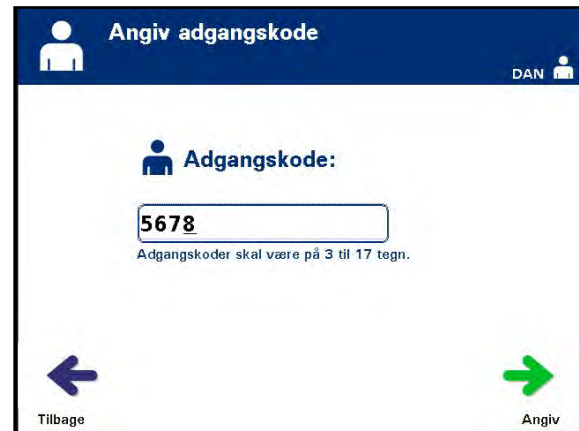 Angiv adgangskode
DAN
Adgangskode:
5678
Adgangskoder skal være på 3 til 17 tegn.
Tilbage
Angiv